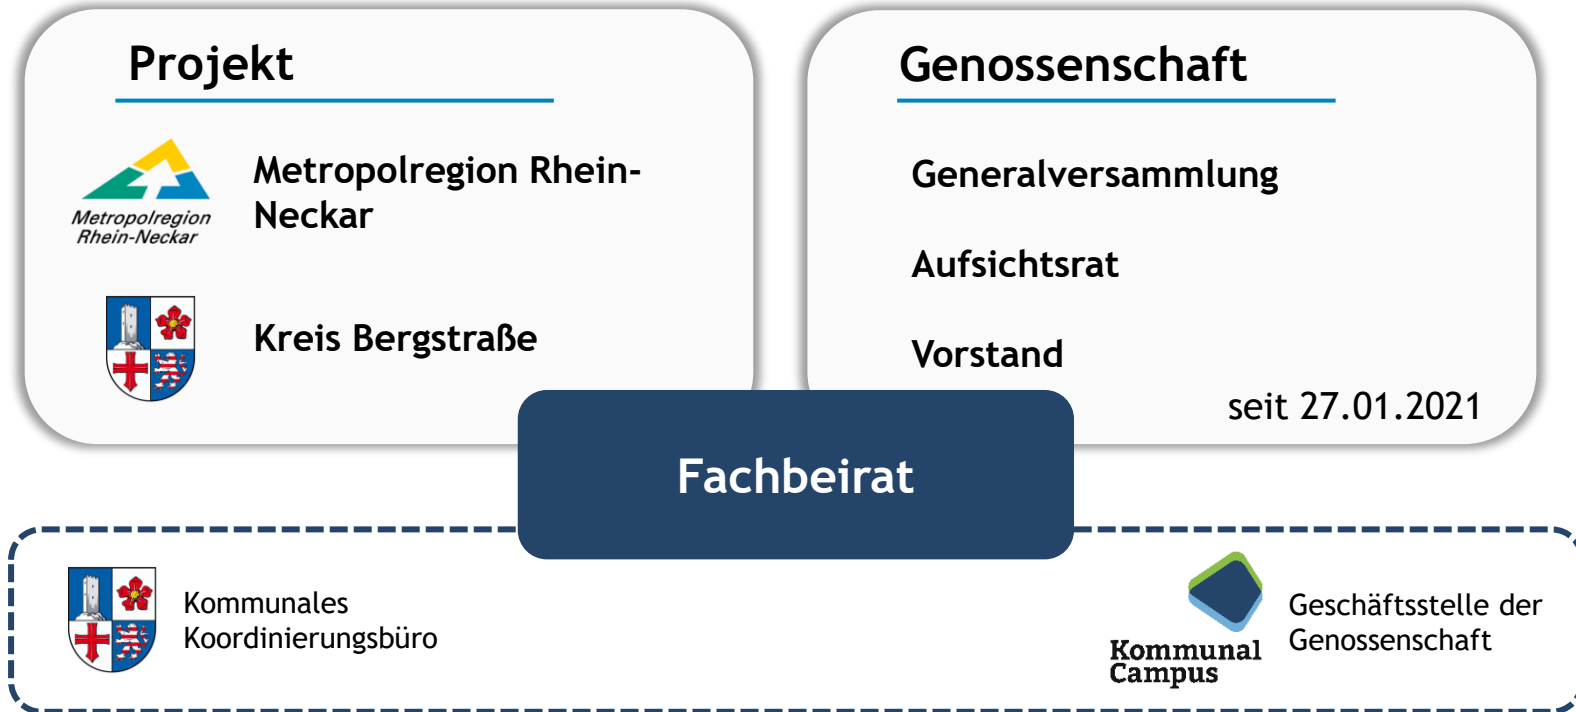 Projekt
Metropolregion
Rhein-Neckar
Metropolregion Rhein-
Neckar
Kreis Bergstraße
Genossenschaft
Generalversammlung
Aufsichtsrat
Vorstand
seit 27.01.2021
Fachbeirat
Kommunales
Koordinierungsbüro
Kommunal
Campus
Geschäftsstelle der
Genossenschaft